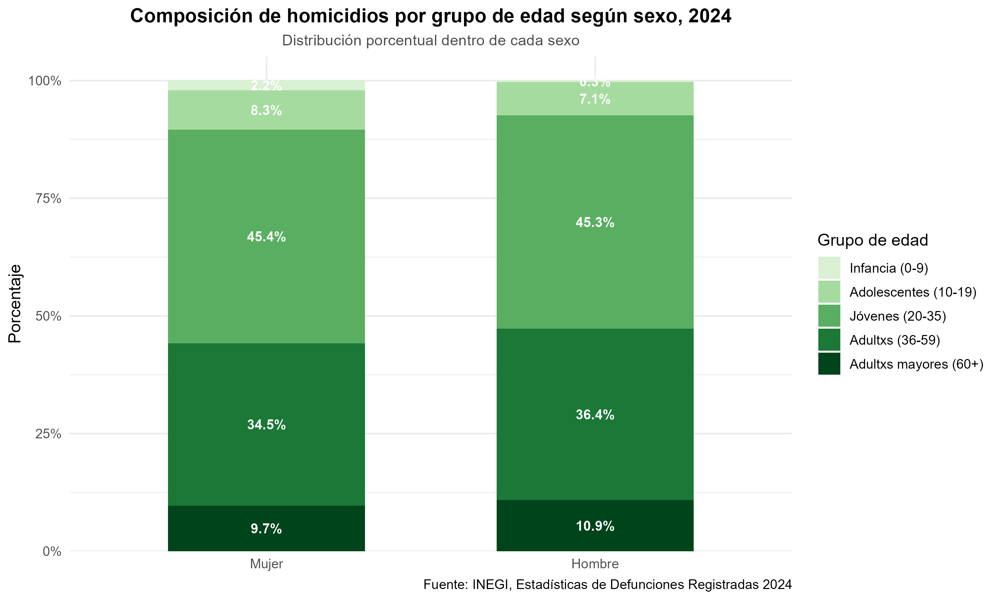 Composición de homicidios por grupo de edad según sexo, 2024
Distribución porcentual dentro de cada sexo
Porcentaje
100%
75%
50%
25%
0%
2.2%
8.3%
45.4%
34.5%
9.7%
0.3%
7.1%
45.3%
36.4%
10.9%
Mujer
Hombre
Grupo de edad
Infancia (0-9)
Adolescentes (10-19)
Jóvenes (20-35)
Adultxs (36-59)
Adultxs mayores (60+)
Fuente: INEGI, Estadísticas de Defunciones Registradas 2024